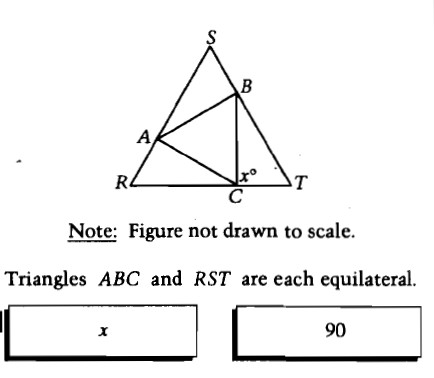 S
B
A
x°
R
T
C
Note: Figure not drawn to scale.
Triangles ABC and RST are each equilateral.
x
90